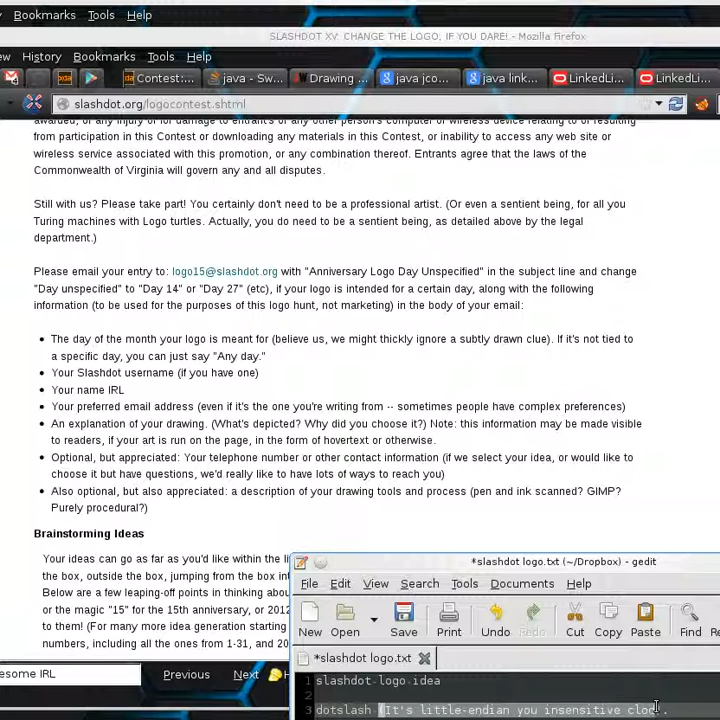 Bookmarks Tools Help
SLASHDOT XV: CHANGE THE LOGO, IF YOU DARE! - Mozilla Firefox
History Bookmarks Tools Help
Contest:... java - Sw... Drawing ... java jco... java link... LinkedLi... LinkedLi...
slashdot.org/logocontest.shtml
awarded, or any injury or for damage to entrant's or any other person's computer or wireless device relating to or resulting
from participation in this Contest or downloading any materials in this Contest, or inability to access any web site or
wireless service associated with this promotion, or any combination thereof. Entrants agree that the laws of the
Commonwealth of Virginia will govern any and all disputes.
Still with us? Please take part! You certainly don't need to be a professional artist. (Or even a sentient being, for all you
Turing machines with Logo turtles. Actually, you do need to be a sentient being, as detailed above by the legal
department.)
Please email your entry to: logo15@slashdot.org with "Anniversary Logo Day Unspecified" in the subject line and change
"Day unspecified" to "Day 14" or "Day 27" (etc), if your logo is intended for a certain day, along with the following
information (to be used for the purposes of this logo hunt, not marketing) in the body of your email:
• The day of the month your logo is meant for (believe us, we might thickly ignore a subtly drawn clue). If it's not tied to
a specific day, you can just say "Any day."
• Your Slashdot username (if you have one)
• Your name IRL
• Your preferred email address (even if it's the one you're writing from -- sometimes people have complex preferences)
• An explanation of your drawing. (What's depicted? Why did you choose it?) Note: this information may be made visible
to readers, if your art is run on the page, in the form of hovertext or otherwise.
• Optional, but appreciated: Your telephone number or other contact information (if we select your idea, or would like to
choose it but have questions, we'd really like to have lots of ways to reach you)
• Also optional, but also appreciated: a description of your drawing tools and process (pen and ink scanned? GIMP?
Purely procedural?)
Brainstorming Ideas
Your ideas can go as far as you'd like within the
the box, outside the box, jumping from the box
Below are a few leaping-off points in thinking
or the magic "15" for the 15th anniversary, or 2012
to them! (For many more idea generation starting
numbers, including all the ones from 1-31, and
esome IRL Previous Next
*slashdot logo.txt (~/Dropbox) - gedit
File Edit View Search Tools Documents Help
New Open Save Print Undo Redo Cut Copy Paste Find
*slashdot logo.txt
1 slashdot logo idea
2
3 dotslash (It's little-endian you insensitive